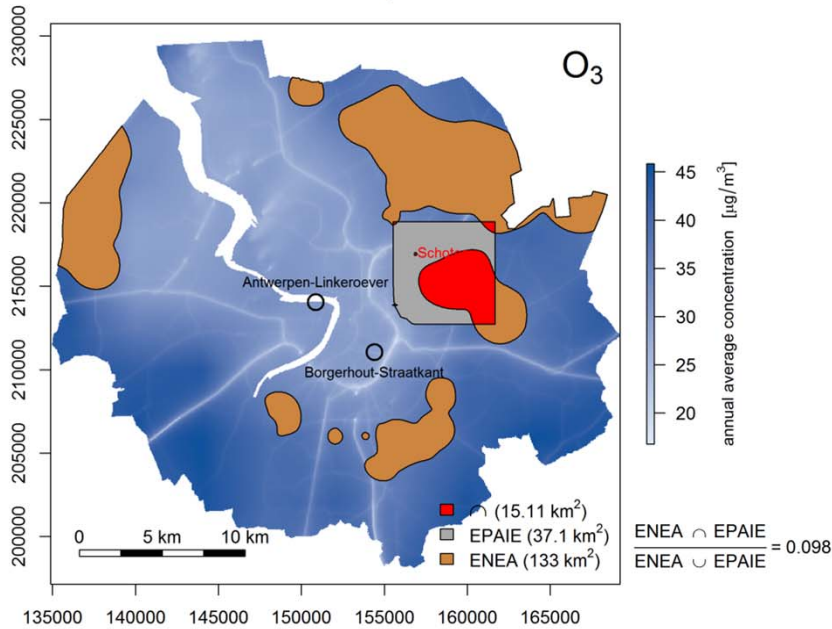 O₃
230000
225000
220000
215000
210000
205000
200000
135000 140000 145000 150000 155000 160000 165000
Antwerpen-Linkeroever
Borgerhout-Straatkant
0 5 km 10 km
∩ (15.11 km²)
EPAIE (37.1 km²)
ENEA (133 km²)
45
40
35
30
25
20
annual average concentration [µg/m³]
ENEA ∩ EPAIE
ENEA ∪ EPAIE
= 0.098